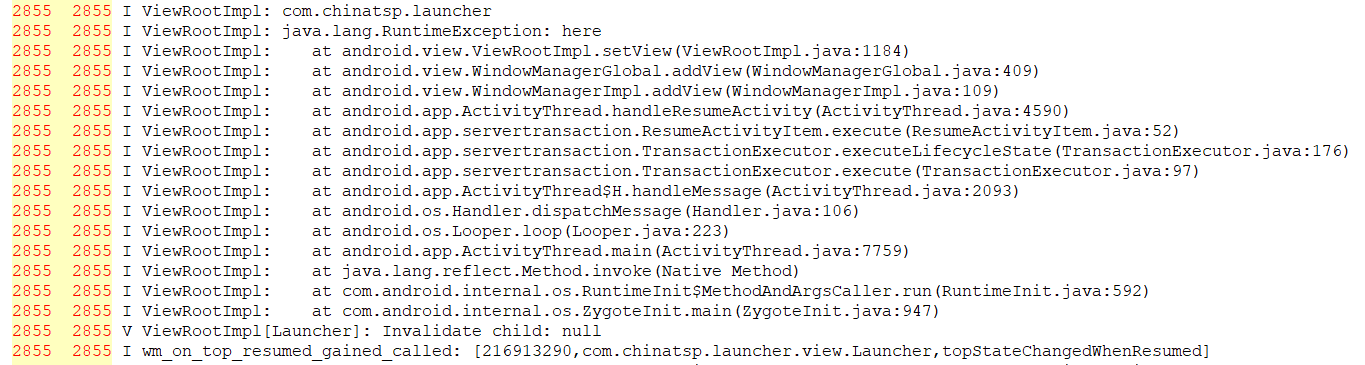 2855  2855 I ViewRootImpl: com.chinatsp.launcher
2855  2855 I ViewRootImpl: java.lang.RuntimeException: here
2855  2855 I ViewRootImpl:    at android.view.ViewRootImpl.setView(ViewRootImpl.java:1184)
2855  2855 I ViewRootImpl:    at android.view.WindowManagerGlobal.addView(WindowManagerGlobal.java:409)
2855  2855 I ViewRootImpl:    at android.view.WindowManagerImpl.addView(WindowManagerImpl.java:109)
2855  2855 I ViewRootImpl:    at android.app.ActivityThread.handleResumeActivity(ActivityThread.java:4590)
2855  2855 I ViewRootImpl:    at android.app.servertransaction.ResumeActivityItem.execute(ResumeActivityItem.java:52)
2855  2855 I ViewRootImpl:    at android.app.servertransaction.TransactionExecutor.executeLifecycleState(TransactionExecutor.java:176)
2855  2855 I ViewRootImpl:    at android.app.servertransaction.TransactionExecutor.execute(TransactionExecutor.java:97)
2855  2855 I ViewRootImpl:    at android.app.ActivityThread$H.handleMessage(ActivityThread.java:2093)
2855  2855 I ViewRootImpl:    at android.os.Handler.dispatchMessage(Handler.java:106)
2855  2855 I ViewRootImpl:    at android.os.Looper.loop(Looper.java:223)
2855  2855 I ViewRootImpl:    at android.app.ActivityThread.main(ActivityThread.java:7759)
2855  2855 I ViewRootImpl:    at java.lang.reflect.Method.invoke(Native Method)
2855  2855 I ViewRootImpl:    at com.android.internal.os.RuntimeInit$MethodAndArgsCaller.run(RuntimeInit.java:592)
2855  2855 I ViewRootImpl:    at com.android.internal.os.ZygoteInit.main(ZygoteInit.java:947)
2855  2855 V ViewRootImpl[Launcher]: Invalidate child: null
2855  2855 I wm_on_top_resumed_gained_called: [216913290,com.chinatsp.launcher.view.Launcher,topStateChangedWhenResumed]